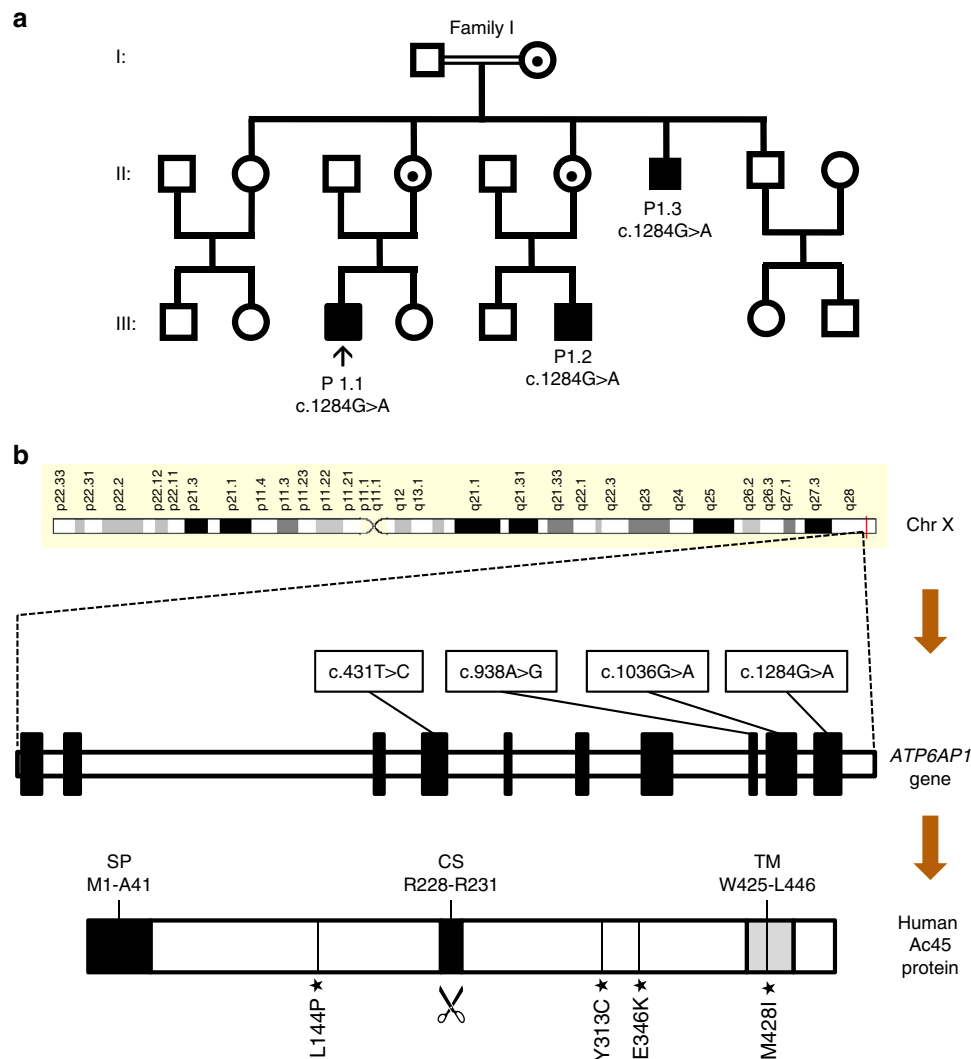 a
Family I
I:
II:
P1.3
c.1284G>A
III:
P 1.1
c.1284G>A
P1.2
c.1284G>A
b
p22.33 p22.31 p22.2 p22.12 p22.11 p21.3 p21.1 p11.4 p11.3 p11.23 p11.22 p11.21 p11.1 q11.1 q12 q13.1 q21.1 q21.31 q21.33 q22.1 q22.3 q23 q24 q25 q26.2 q26.3 q27.1 q27.3 q28
Chr X
c.431T>C c.938A>G c.1036G>A c.1284G>A
ATP6AP1
gene
SP CS TM
M1-A41 R228-R231 W425-L446
Human
Ac45
protein
L144P Y313C E346K M428I